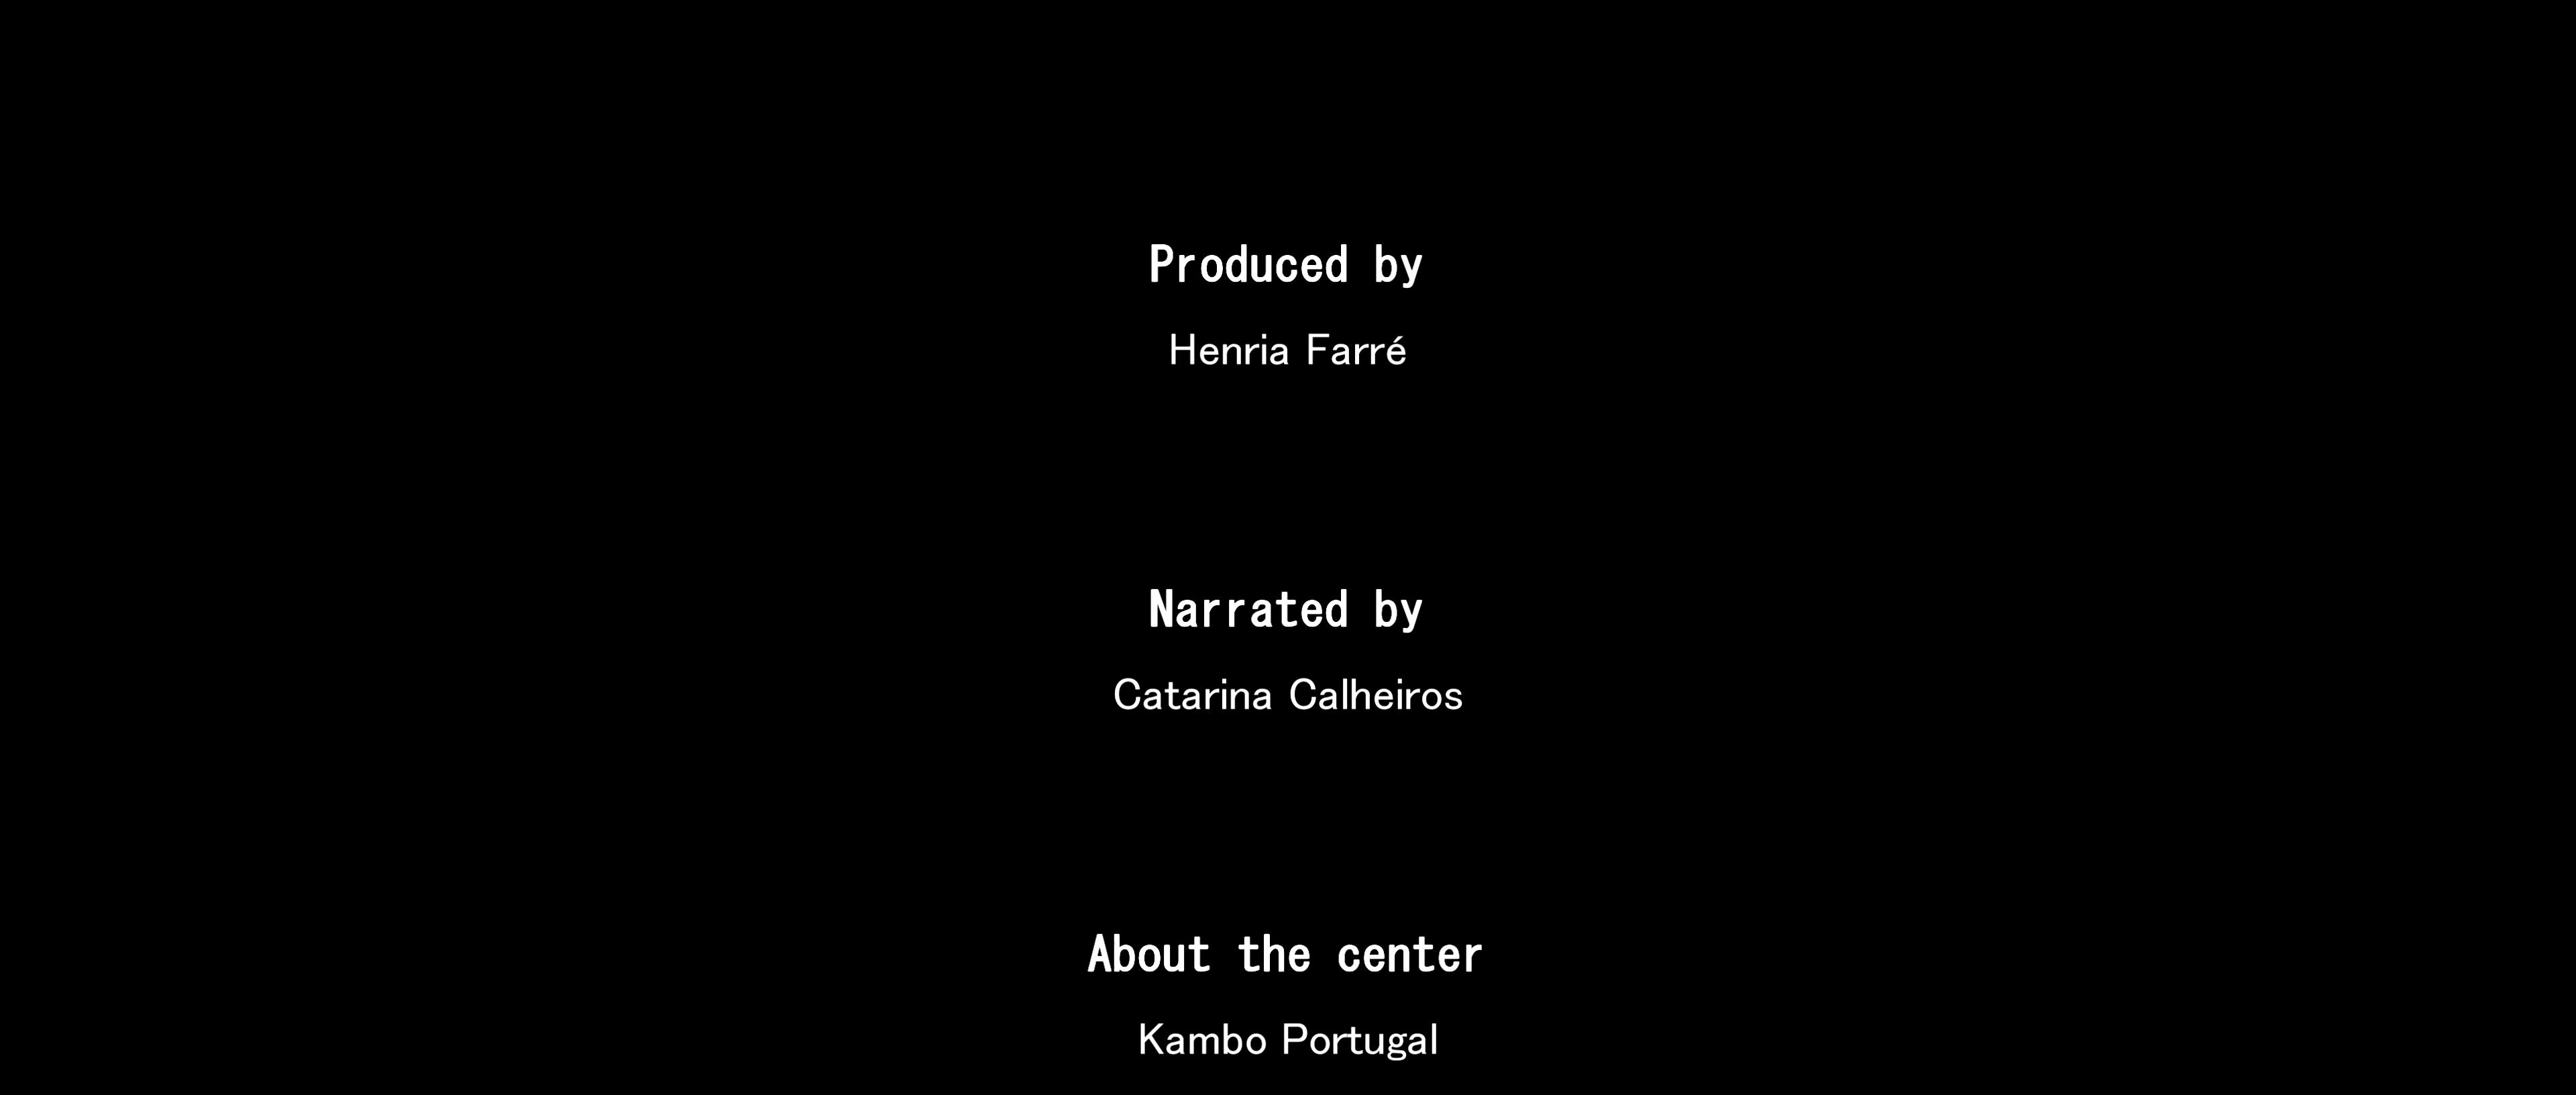 Produced by
Henria Farré
Narrated by
Catarina Calheiros
About the center
Kambo Portugal